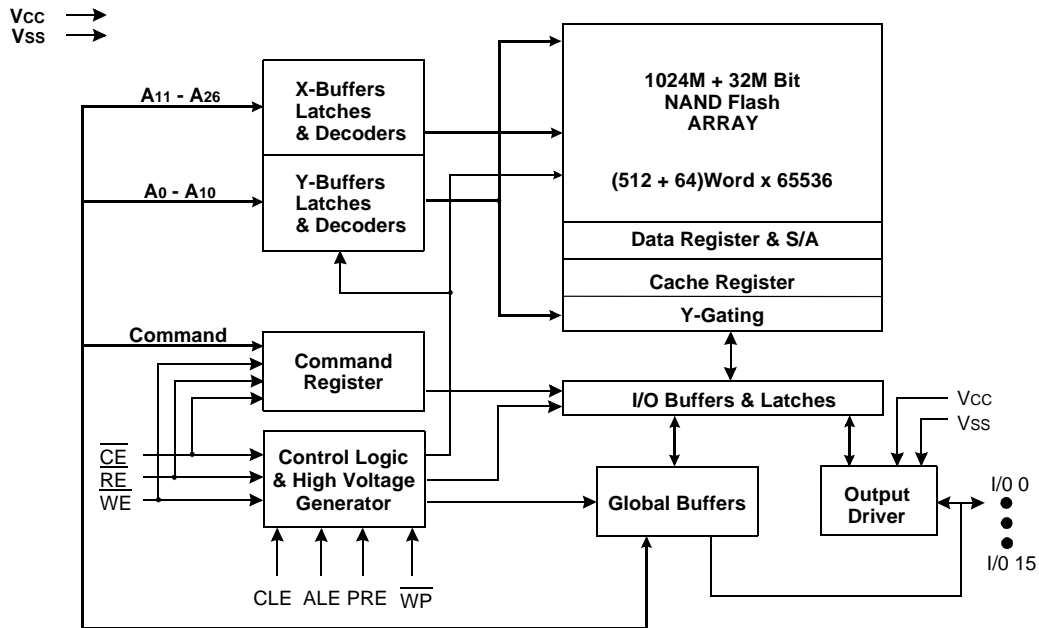 VCC
VSS
A11 - A26
X-Buffers
Latches
& Decoders
A0 - A10
Y-Buffers
Latches
& Decoders
1024M + 32M Bit
NAND Flash
ARRAY
(512 + 64)Word x 65536
Data Register & S/A
Cache Register
Y-Gating
Command
Command
Register
I/O Buffers & Latches
VCC
VSS
CE
RE
WE
Control Logic
& High Voltage
Generator
Global Buffers
Output
Driver
I/0 0
I/0 15
CLE ALE PRE WP